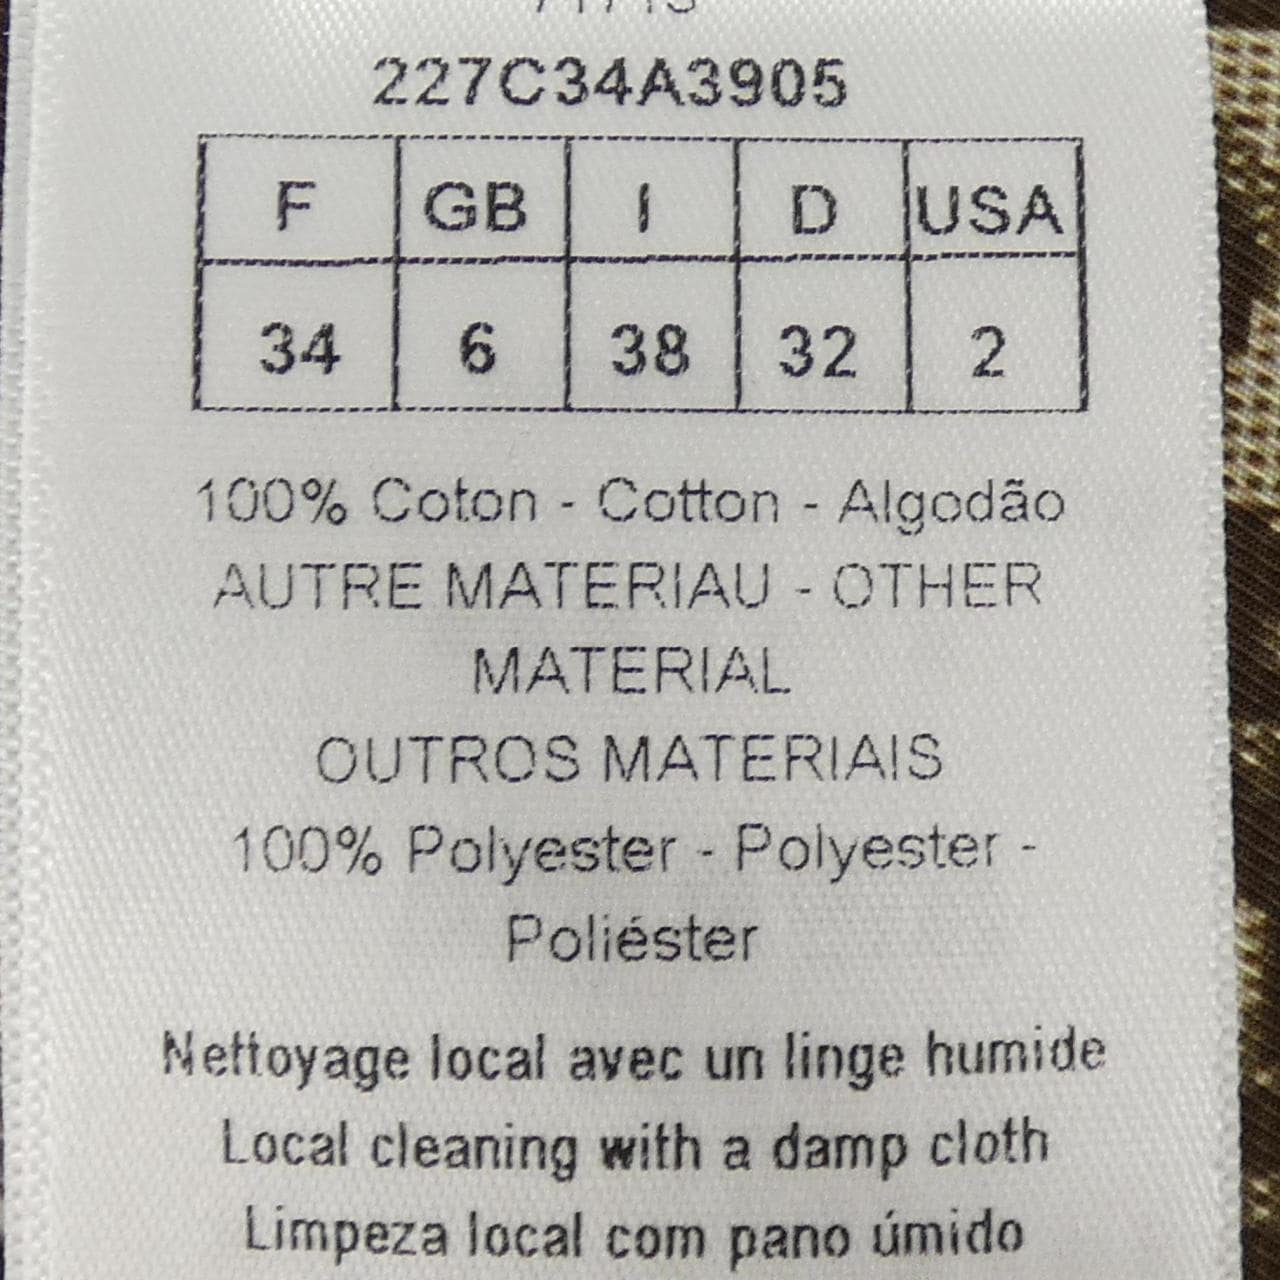 227C34A3905
F GB I D USA
34 6 38 32 2
100% Coton - Cotton - Algodão
AUTRE MATERIAU - OTHER
MATERIAL
OUTROS MATERIAIS
100% Polyester - Polyester -
Poliéster
Nettoyage local avec un linge humide
Local cleaning with a damp cloth
Limpeza local com pano úmido